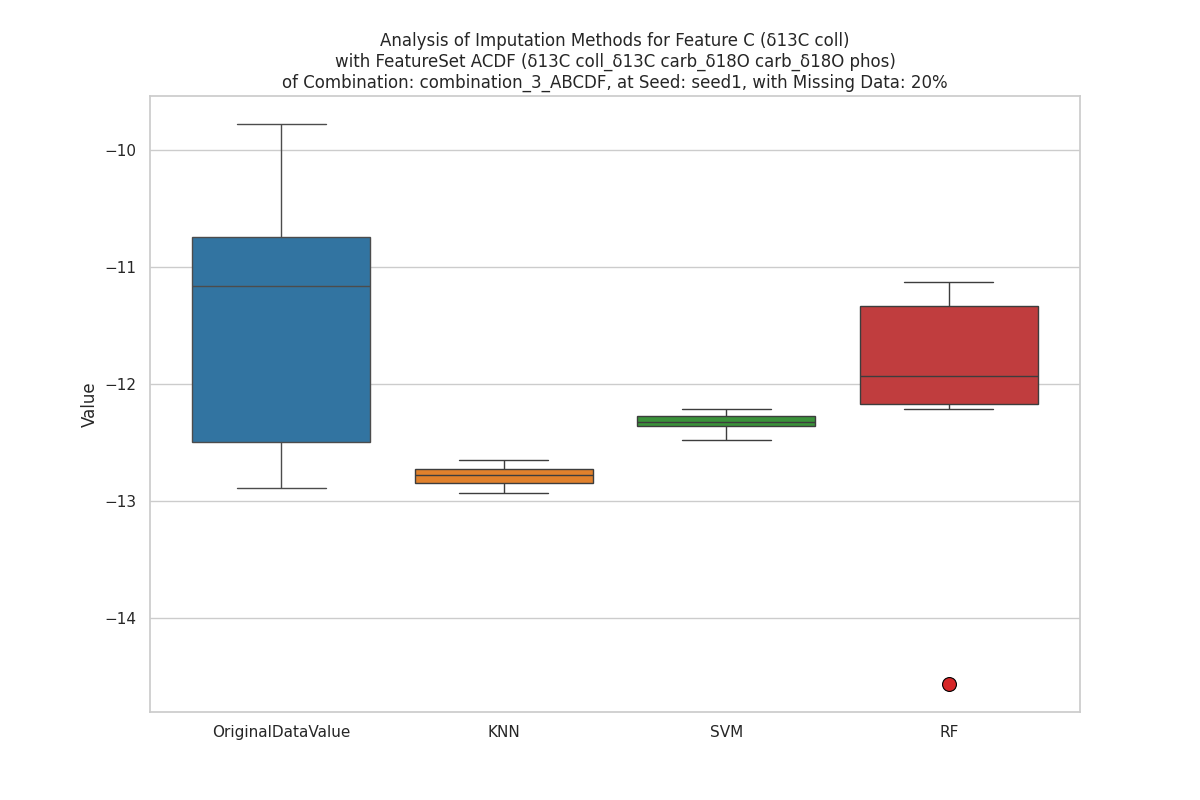 Analysis of Imputation Methods for Feature C (δ13C coll)
with FeatureSet ACDF (δ13C coll_δ13C carb_δ18O carb_δ18O phos)
of Combination: combination_3_ABCDF, at Seed: seed1, with Missing Data: 20%
−10
−11
−12
−13
−14
Value
OriginalDataValue
KNN
SVM
RF